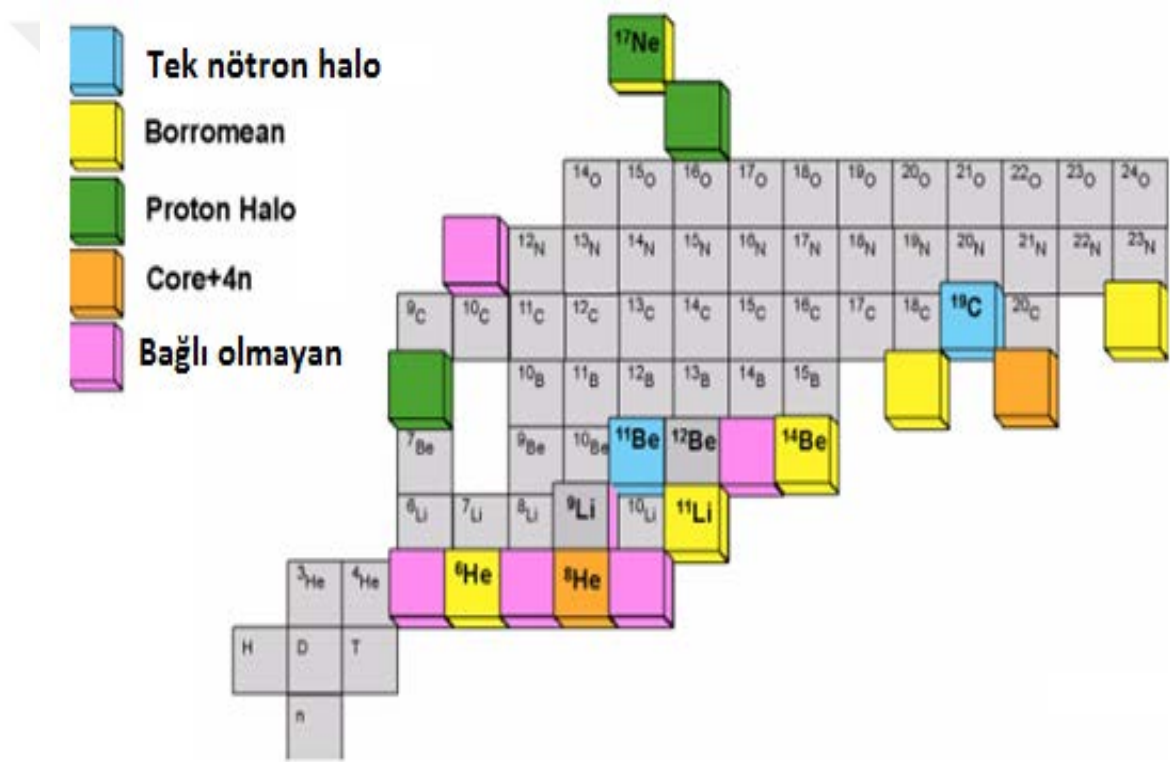 Tek nötron halo
Borromean
Proton Halo
Core+4n
Bağlı olmayan
¹⁷Ne
¹⁴O ¹⁵O ¹⁶O ¹⁷O ¹⁸O ¹⁹O ²⁰O ²¹O ²²O ²³O ²⁴O
¹²N ¹³N ¹⁴N ¹⁵N ¹⁶N ¹⁷N ¹⁸N ¹⁹N ²⁰N ²¹N ²²N ²³N
⁹C ¹⁰C ¹¹C ¹²C ¹³C ¹⁴C ¹⁵C ¹⁶C ¹⁷C ¹⁸C ¹⁹C ²⁰C
¹⁰B ¹¹B ¹²B ¹³B ¹⁴B ¹⁵B
⁷Be ⁹Be ¹⁰Be ¹¹Be ¹²Be ¹⁴Be
⁶Li ⁷Li ⁸Li ⁹Li ¹⁰Li ¹¹Li
³He ⁴He ⁶He ⁸He
H D T
n